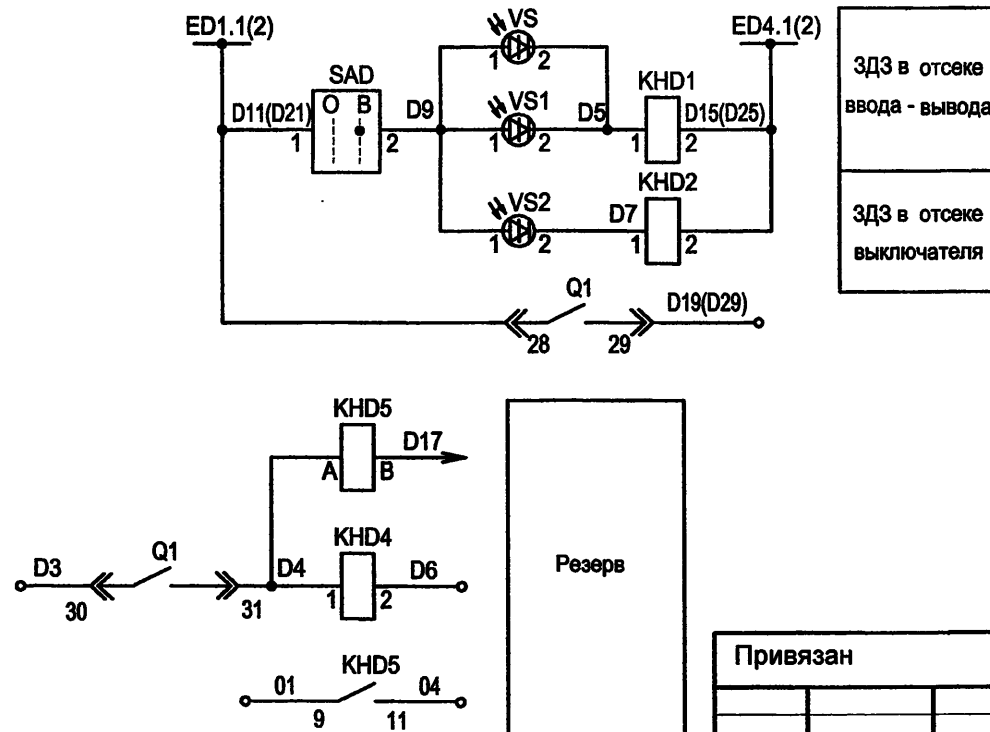 ED1.1(2)
VS
ED4.1(2)
1 2
SAD
O B
KHD1
D11(D21)
D9
VS1
D5
D15(D25)
1 2
1 2
1 2
KHD2
VS2
D7
1 2
1 2
ЗДЗ в отсеке
ввода - вывода
ЗДЗ в отсеке
выключателя
Q1
D19(D29)
28 29
KHD5
D17
A B
KHD4
D3
Q1
D4
D6
30 31
1 2
Резерв
KHD5
01 04
9 11
Привязан